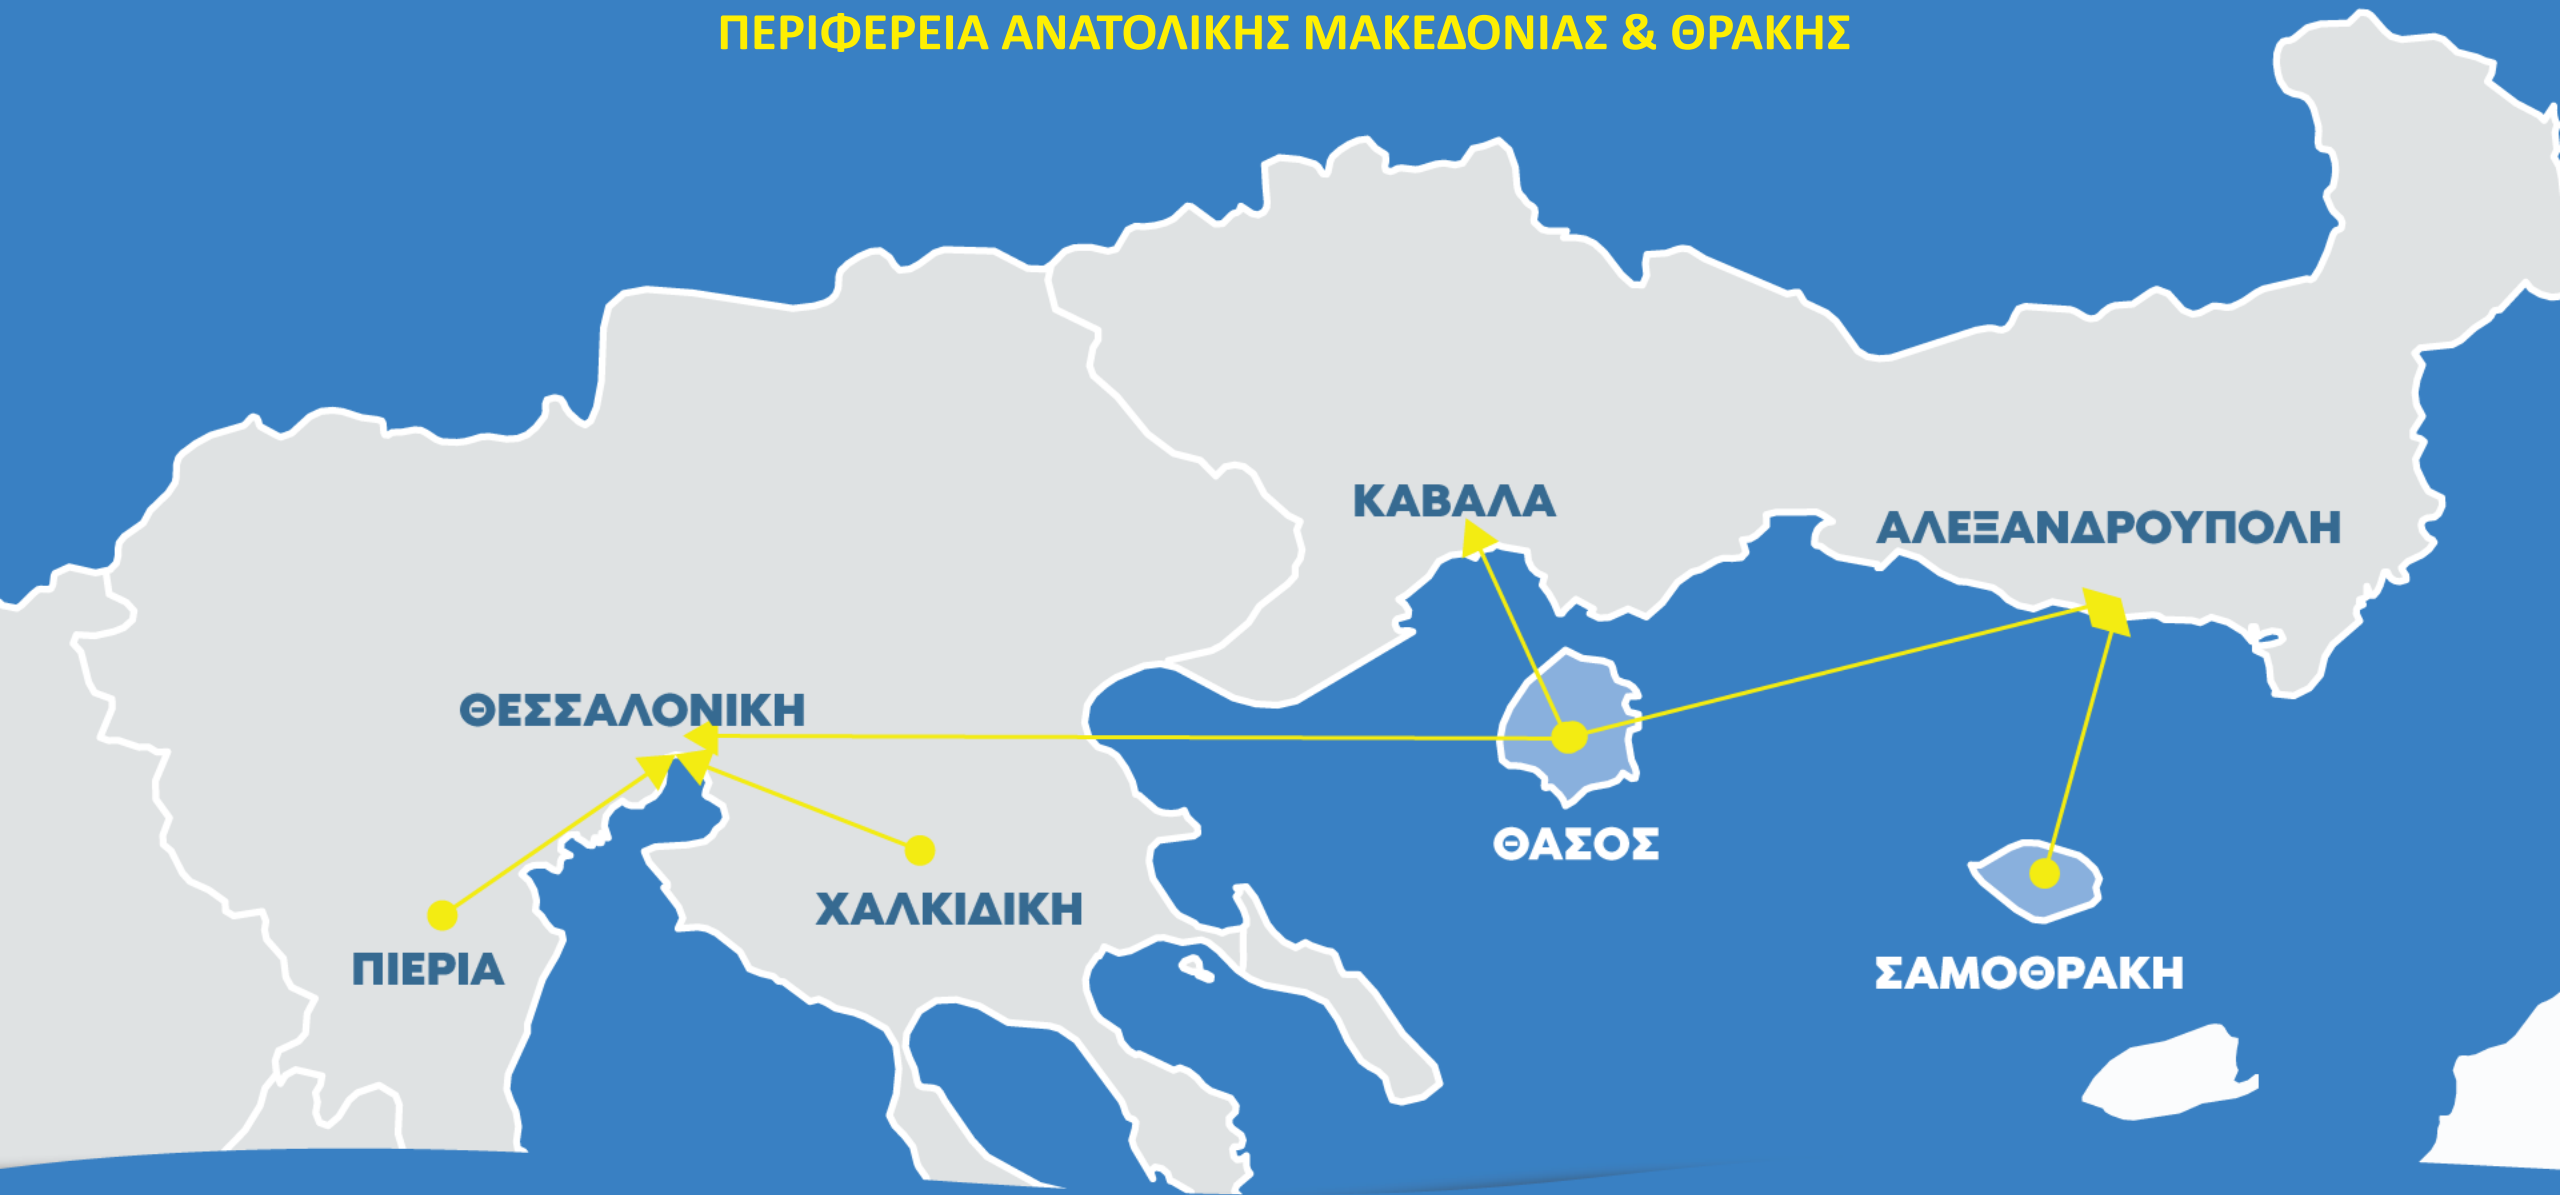 ΠΕΡΙΦΕΡΕΙΑ ΑΝΑΤΟΛΙΚΗΣ ΜΑΚΕΔΟΝΙΑΣ & ΘΡΑΚΗΣ
ΚΑΒΑΛΑ
ΑΛΕΞΑΝΔΡΟΥΠΟΛΗ
ΘΕΣΣΑΛΟΝΙΚΗ
ΘΑΣΟΣ
ΧΑΛΚΙΔΙΚΗ
ΠΙΕΡΙΑ
ΣΑΜΟΘΡΑΚΗ